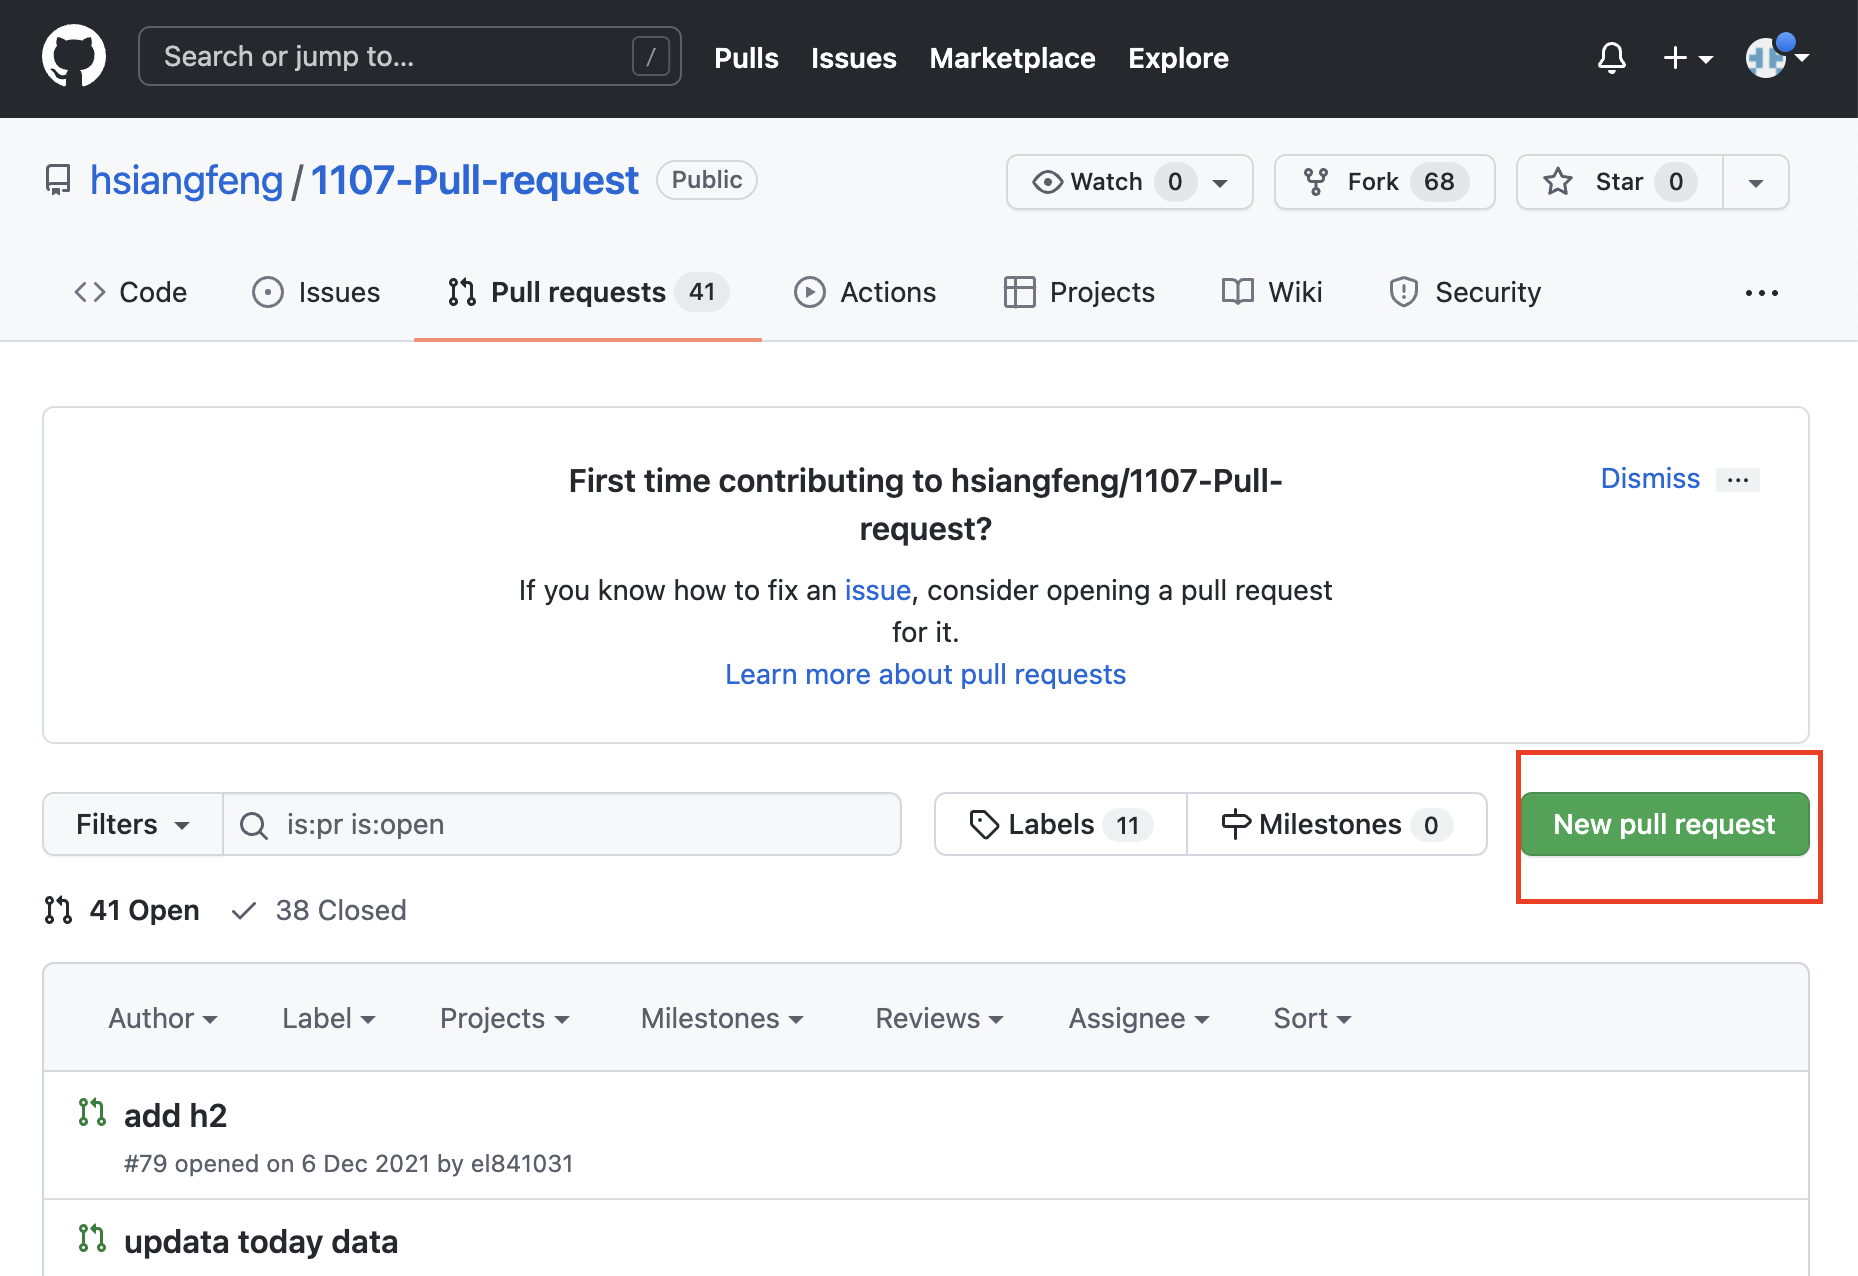 Search or jump to... / Pulls Issues Marketplace Explore
hsiangfeng / 1107-Pull-request Public Watch 0 Fork 68 Star 0
Code Issues Pull requests 41 Actions Projects Wiki Security
First time contributing to hsiangfeng/1107-Pull-
request?
Dismiss
If you know how to fix an issue, consider opening a pull request
for it.
Learn more about pull requests
Filters is:pr is:open Labels 11 Milestones 0 New pull request
41 Open 38 Closed
Author Label Projects Milestones Reviews Assignee Sort
add h2
#79 opened on 6 Dec 2021 by el841031
updata today data